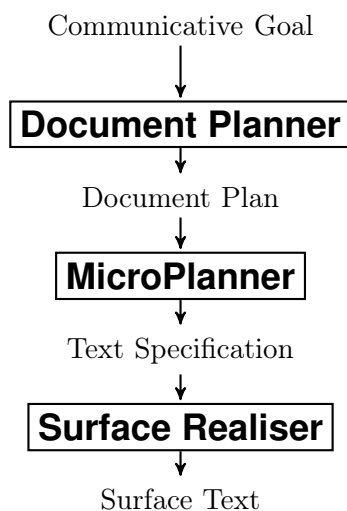 Communicative Goal
Document Planner
Document Plan
MicroPlanner
Text Specification
Surface Realiser
Surface Text